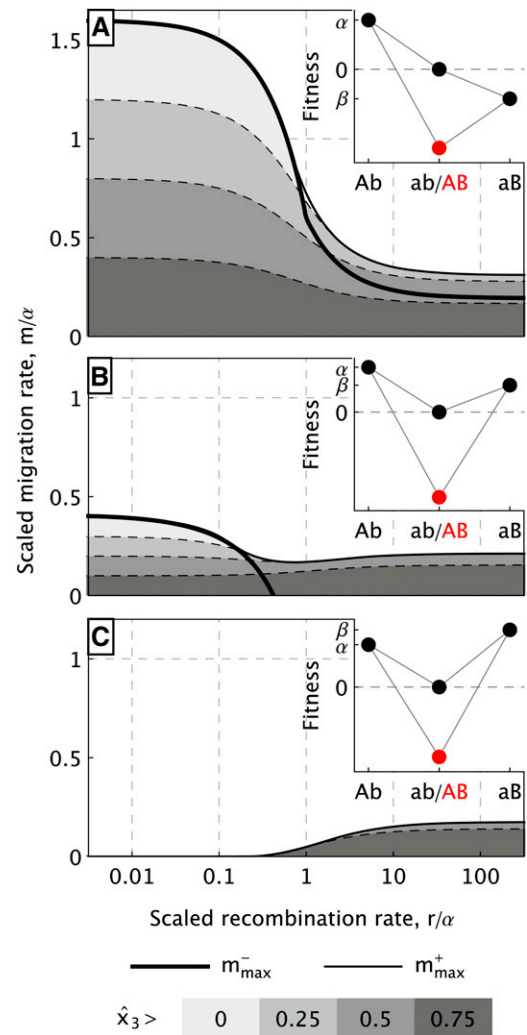 A
1.5
1
0.5
0
α
0
β
Fitness
Ab
ab/AB
aB
Scaled migration rate, m/α
B
1
0.5
0
α
β
0
Fitness
Ab
ab/AB
aB
C
1
0.5
0
β
α
0
Fitness
Ab
ab/AB
aB
0.01 0.1 1 10 100
Scaled recombination rate, r/α
m⁻max m⁺max
x̂₃ > 0 0.25 0.5 0.75